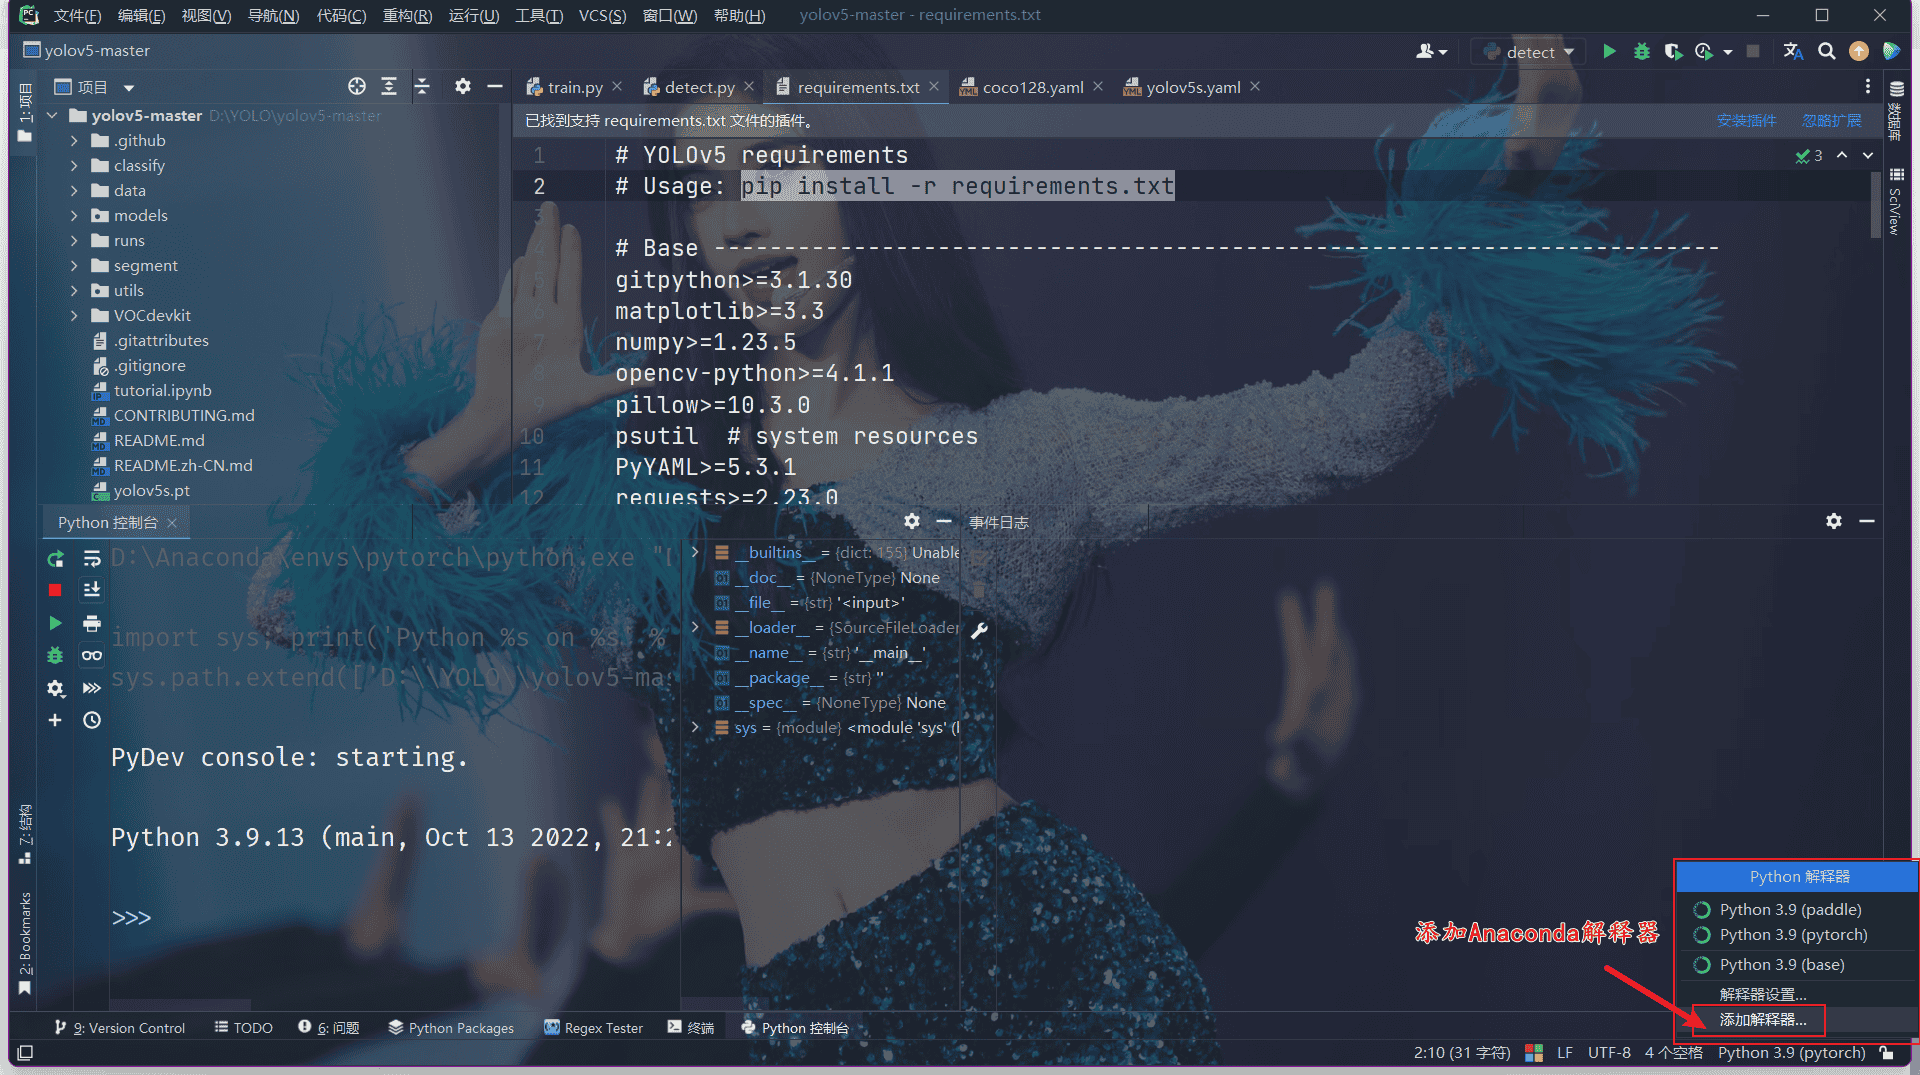 文件(F) 编辑(E) 视图(V) 导航(N) 代码(C) 重构(R) 运行(U) 工具(T) VCS(S) 窗口(W) 帮助(H) yolov5-master - requirements.txt
yolov5-master
detect
1: 项目
项目
train.py
detect.py
requirements.txt
coco128.yaml
yolov5s.yaml
yolov5-master D:\YOLO\yolov5-master
.github
classify
data
models
runs
segment
utils
VOCdevkit
.gitattributes
.gitignore
tutorial.ipynb
CONTRIBUTING.md
README.md
README.zh-CN.md
yolov5s.pt
已找到支持 requirements.txt 文件的插件。
安装插件 忽略扩展
3
1 # YOLOv5 requirements
2 # Usage: pip install -r requirements.txt
3
4 # Base ------------------------------------------------------------------------
5 gitpython>=3.1.30
6 matplotlib>=3.3
7 numpy>=1.23.5
8 opencv-python>=4.1.1
9 pillow>=10.3.0
10 psutil  # system resources
11 PyYAML>=5.3.1
12 requests>=2.23.0
数据库
SciView
Python 控制台
D:\Anaconda\envs\pytorch\python.exe "D
import sys; print('Python %s on %s' %
sys.path.extend(['D:\\YOLO\\yolov5-mas
PyDev console: starting.
Python 3.9.13 (main, Oct 13 2022, 21:2
>>>
__builtins__ = {dict: 155} Unable
__doc__ = {NoneType} None
__file__ = {str} '<input>'
__loader__ = {SourceFileLoader
__name__ = {str} '__main__'
__package__ = {str} ''
__spec__ = {NoneType} None
sys = {module} <module 'sys' (l
事件日志
7: 结构
2: Bookmarks
添加Anaconda解释器
Python 解释器
Python 3.9 (paddle)
Python 3.9 (pytorch)
Python 3.9 (base)
解释器设置...
添加解释器...
9: Version Control
TODO
6: 问题
Python Packages
Regex Tester
终端
Python 控制台
2:10 (31 字符) LF UTF-8 4 个空格 Python 3.9 (pytorch)